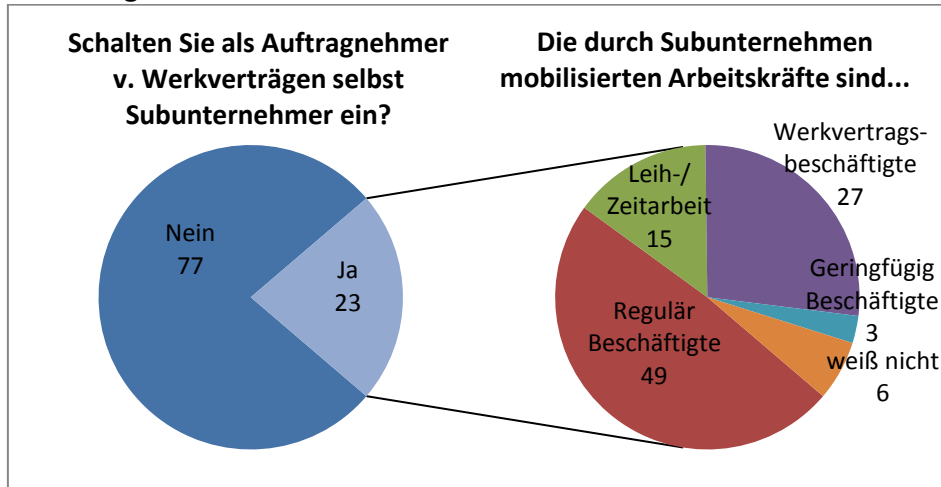 Schalten Sie als Auftragnehmer
v. Werkverträgen selbst
Subunternehmer ein?
Nein
77
Ja
23
Die durch Subunternehmen
mobilisierten Arbeitskräfte sind...
Werkvertrags-
beschäftigte
27
Leih-/
Zeitarbeit
15
Geringfügig
Beschäftigte
3
Regulär
Beschäftigte
49
weiß nicht
6